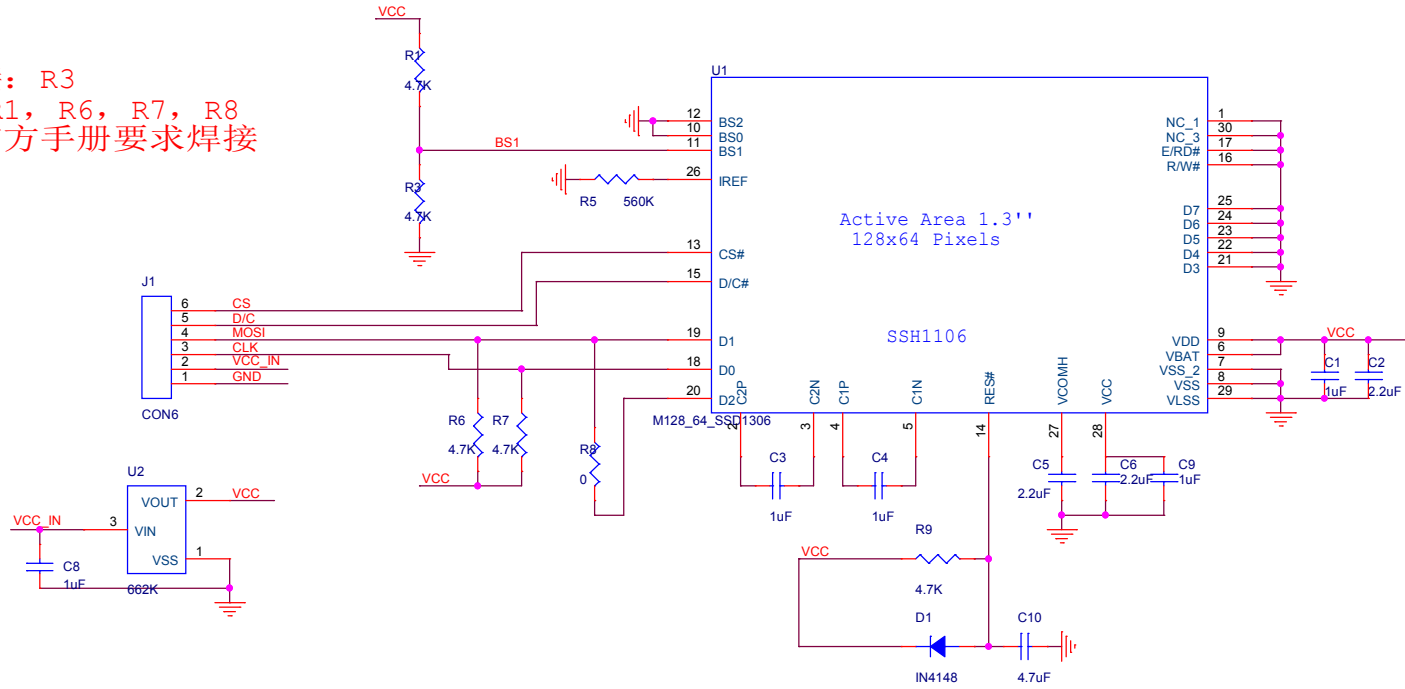 VCC
R1
4.7K
: R3
R1, R6, R7, R8
方手册要求焊接
R3
4.7K
BS1
R5
560K
U1
12
BS2
10
BS0
11
BS1
26
IREF
13
CS#
15
D/C#
19
D1
18
D0
20
D2
M128_64_SSD1306
Active Area 1.3''
128x64 Pixels
SSH1106
NC_1
1
NC_3
30
E/RD#
17
R/W#
16
D7
25
D6
24
D5
23
D4
22
D3
21
VDD
9
VBAT
6
VSS_2
7
VSS
8
VLSS
29
VCC
C1
1uF
C2
2.2uF
C2P
2
C2N
3
C1P
4
C1N
5
RES#
14
VCOMH
27
VCC
28
C3
1uF
C4
1uF
C5
2.2uF
C6
2.2uF
C9
1uF
J1
6
CS
5
D/C
4
MOSI
3
CLK
2
VCC_IN
1
GND
CON6
R6
4.7K
R7
4.7K
VCC
R8
0
U2
VOUT
2
VCC
VCC_IN
3
VIN
VSS
1
C8
1uF
662K
R9
VCC
4.7K
D1
IN4148
C10
4.7uF